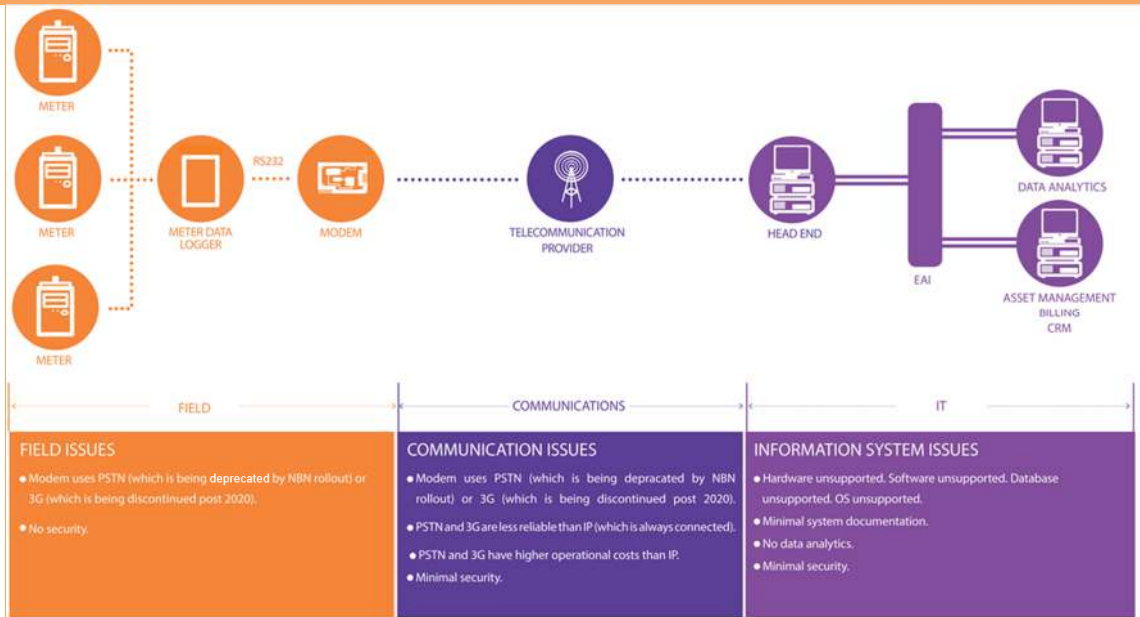 METER
METER
METER
METER DATA
LOGGER
RS232
MODEM
TELECOMMUNICATION
PROVIDER
HEAD END
EAI
DATA ANALYTICS
ASSET MANAGEMENT
BILLING
CRM
FIELD
COMMUNICATIONS
IT
FIELD ISSUES
• Modem uses PSTN (which is being deprecated by NBN rollout) or
3G (which is being discontinued post 2020).
• No security.
COMMUNICATION ISSUES
• Modem uses PSTN (which is being depracated by NBN
rollout) or 3G (which is being discontinued post 2020).
• PSTN and 3G are less reliable than IP (which is always connected).
• PSTN and 3G have higher operational costs than IP.
• Minimal security.
INFORMATION SYSTEM ISSUES
• Hardware unsupported. Software unsupported. Database
unsupported. OS unsupported.
• Minimal system documentation.
• No data analytics.
• Minimal security.